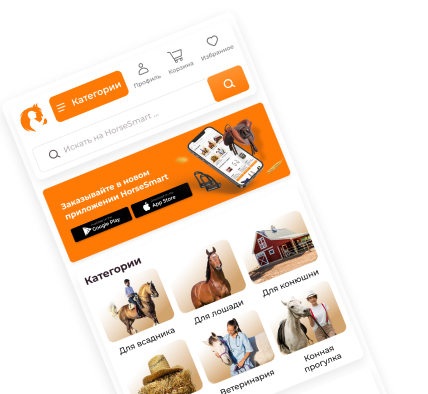 Категории
Профиль
Корзина
Избранное
Искать на HorseSmart ...
Заказывайте в новом
приложении HorseSmart
Google Play
App Store
Категории
Для всадника
Для лошади
Для конюшни
Ветеринария
Конная
прогулка